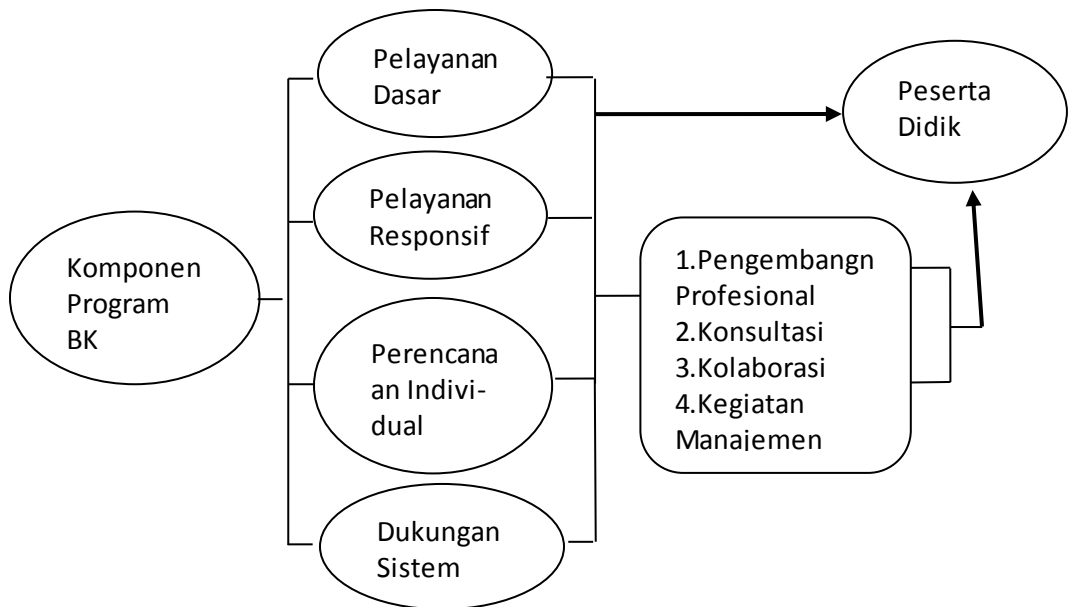 Komponen
Program
BK
Pelayanan
Dasar
Pelayanan
Responsif
Perencana
an Indivi-
dual
Dukungan
Sistem
1.Pengembangn
Profesional
2.Konsultasi
3.Kolaborasi
4.Kegiatan
Manajemen
Peserta
Didik